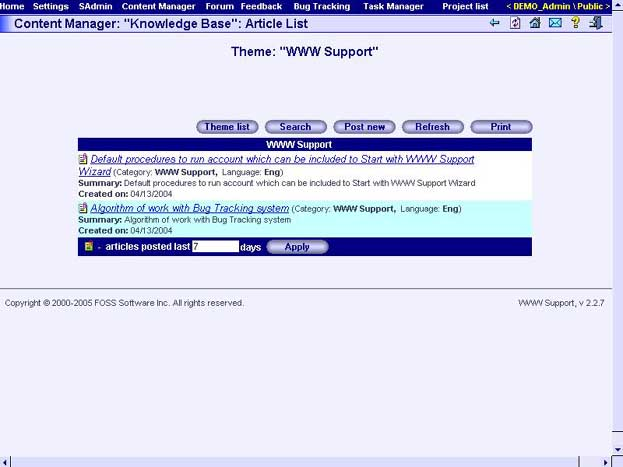 Home Settings SAdmin Content Manager Forum Feedback Bug Tracking Task Manager Project list < DEMO_Admin \ Public >
Content Manager: "Knowledge Base": Article List
Theme: "WWW Support"
Theme list Search Post new Refresh Print
WWW Support
Default procedures to run account which can be included to Start with WWW Support
Wizard (Category: WWW Support, Language: Eng)
Summary: Default procedures to run account which can be included to Start with WWW Support Wizard
Created on: 04/13/2004
Algorithm of work with Bug Tracking system (Category: WWW Support, Language: Eng)
Summary: Algorithm of work with Bug Tracking system
Created on: 04/13/2004
- articles posted last 7 days Apply
Copyright © 2000-2005 FOSS Software Inc. All rights reserved. WWW Support, v 2.2.7